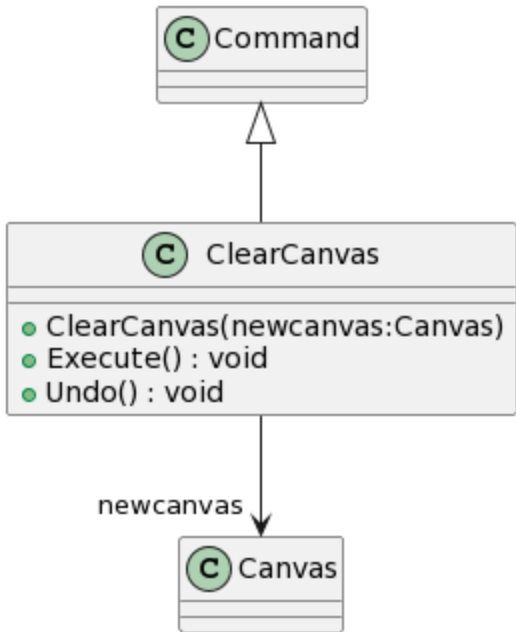 C Command
C ClearCanvas
ClearCanvas(newcanvas:Canvas)
Execute() : void
Undo() : void
newcanvas
C Canvas